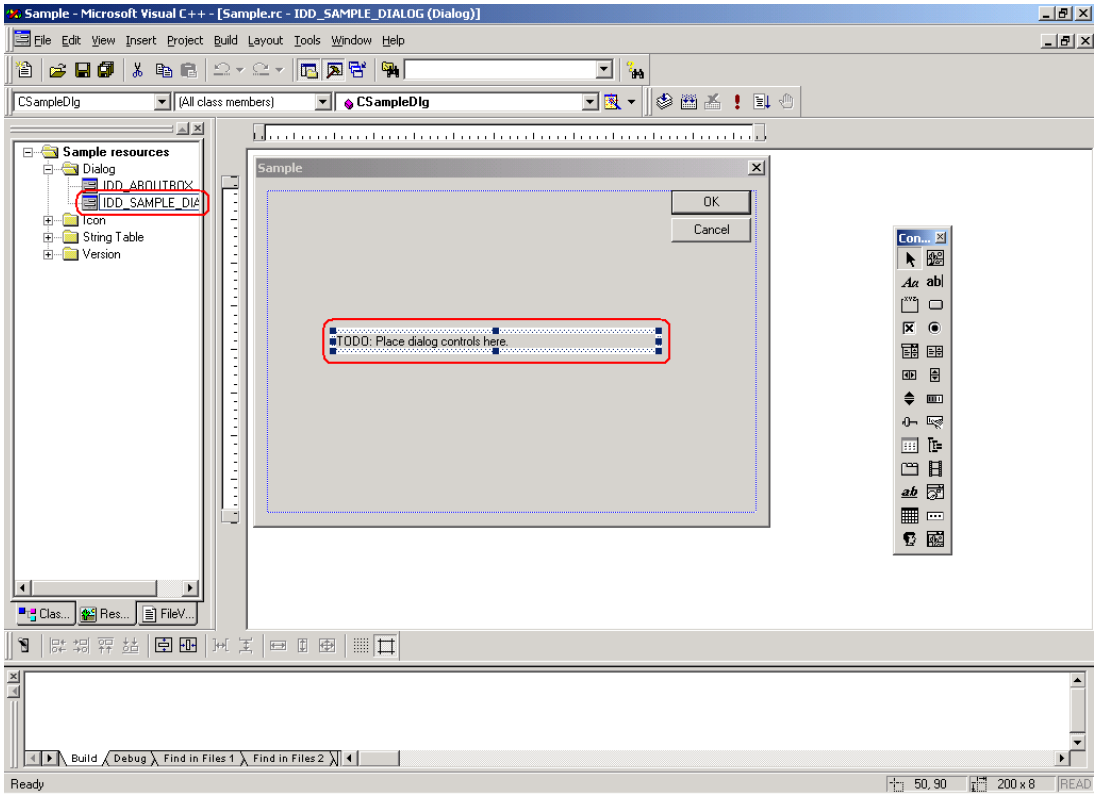 Sample - Microsoft Visual C++ - [Sample.rc - IDD_SAMPLE_DIALOG (Dialog)]
File Edit View Insert Project Build Layout Tools Window Help
CSampleDlg (All class members) CSampleDlg
Sample resources
Dialog
IDD_ABOUTBOX
IDD_SAMPLE_DIA
Icon
String Table
Version
Clas... Res... FileV...
Sample
OK
Cancel
TODO: Place dialog controls here.
Con...
Aa ab
xyz
ab
Build Debug Find in Files 1 Find in Files 2
Ready 50, 90 200 x 8 READ